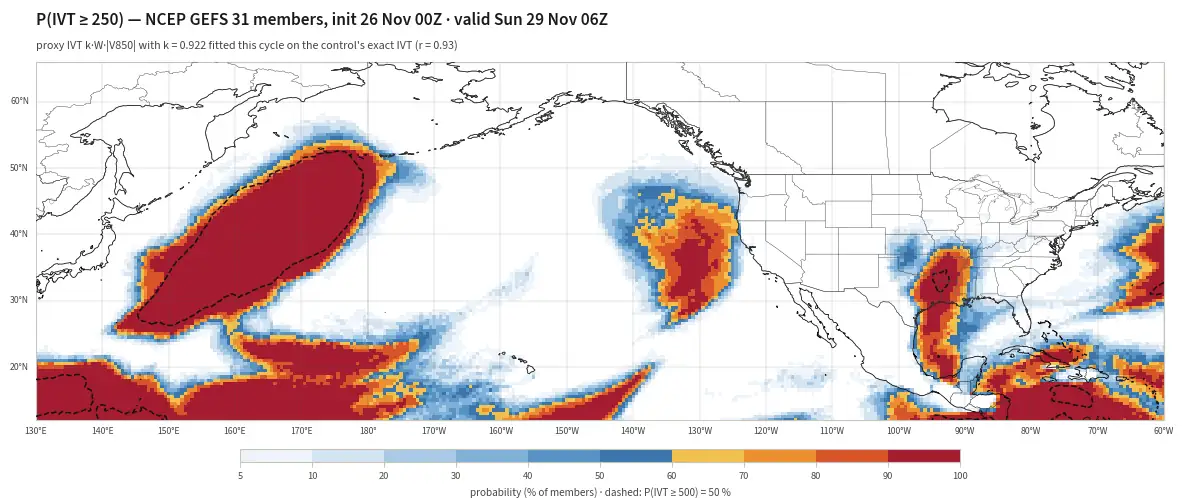 P(IVT ≥ 250) — NCEP GEFS 31 members, init 26 Nov 00Z · valid Sun 29 Nov 06Z
proxy IVT k·W·|V850| with k = 0.922 fitted this cycle on the control's exact IVT (r = 0.93)
60°N
50°N
40°N
30°N
20°N
130°E 140°E 150°E 160°E 170°E 180° 170°W 160°W 150°W 140°W 130°W 120°W 110°W 100°W 90°W 80°W 70°W 60°W
5 10 20 30 40 50 60 70 80 90 100
probability (% of members) · dashed: P(IVT ≥ 500) = 50 %